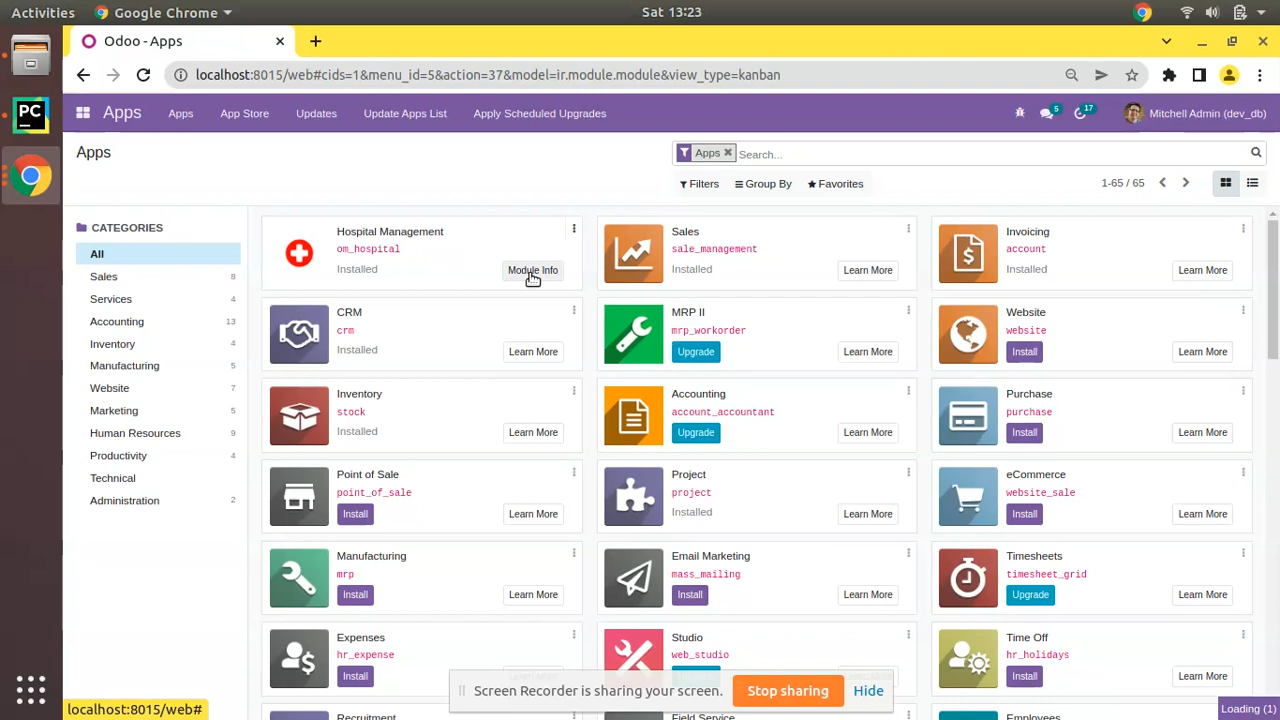 Activities Google Chrome Sat 13:23
Odoo - Apps
localhost:8015/web#cids=1&menu_id=5&action=37&model=ir.module.module&view_type=kanban
Apps Apps App Store Updates Update Apps List Apply Scheduled Upgrades 5 17 Mitchell Admin (dev_db)
Apps
Apps Search...
Filters Group By Favorites 1-65 / 65
CATEGORIES
All
Sales 8
Services 4
Accounting 13
Inventory 4
Manufacturing 5
Website 7
Marketing 5
Human Resources 9
Productivity 4
Technical
Administration 2
Hospital Management
om_hospital
Installed Module Info
Sales
sale_management
Installed Learn More
Invoicing
account
Installed Learn More
CRM
crm
Installed Learn More
MRP II
mrp_workorder
Upgrade Learn More
Website
website
Install Learn More
Inventory
stock
Installed Learn More
Accounting
account_accountant
Upgrade Learn More
Purchase
purchase
Install Learn More
Point of Sale
point_of_sale
Install Learn More
Project
project
Installed Learn More
eCommerce
website_sale
Install Learn More
Manufacturing
mrp
Install Learn More
Email Marketing
mass_mailing
Install Learn More
Timesheets
timesheet_grid
Upgrade Learn More
Expenses
hr_expense
Install
Studio
web_studio
Time Off
hr_holidays
Install Learn More
Recruitment
Field Service
Employees
Screen Recorder is sharing your screen. Stop sharing Hide
localhost:8015/web#
Loading (1)
PC